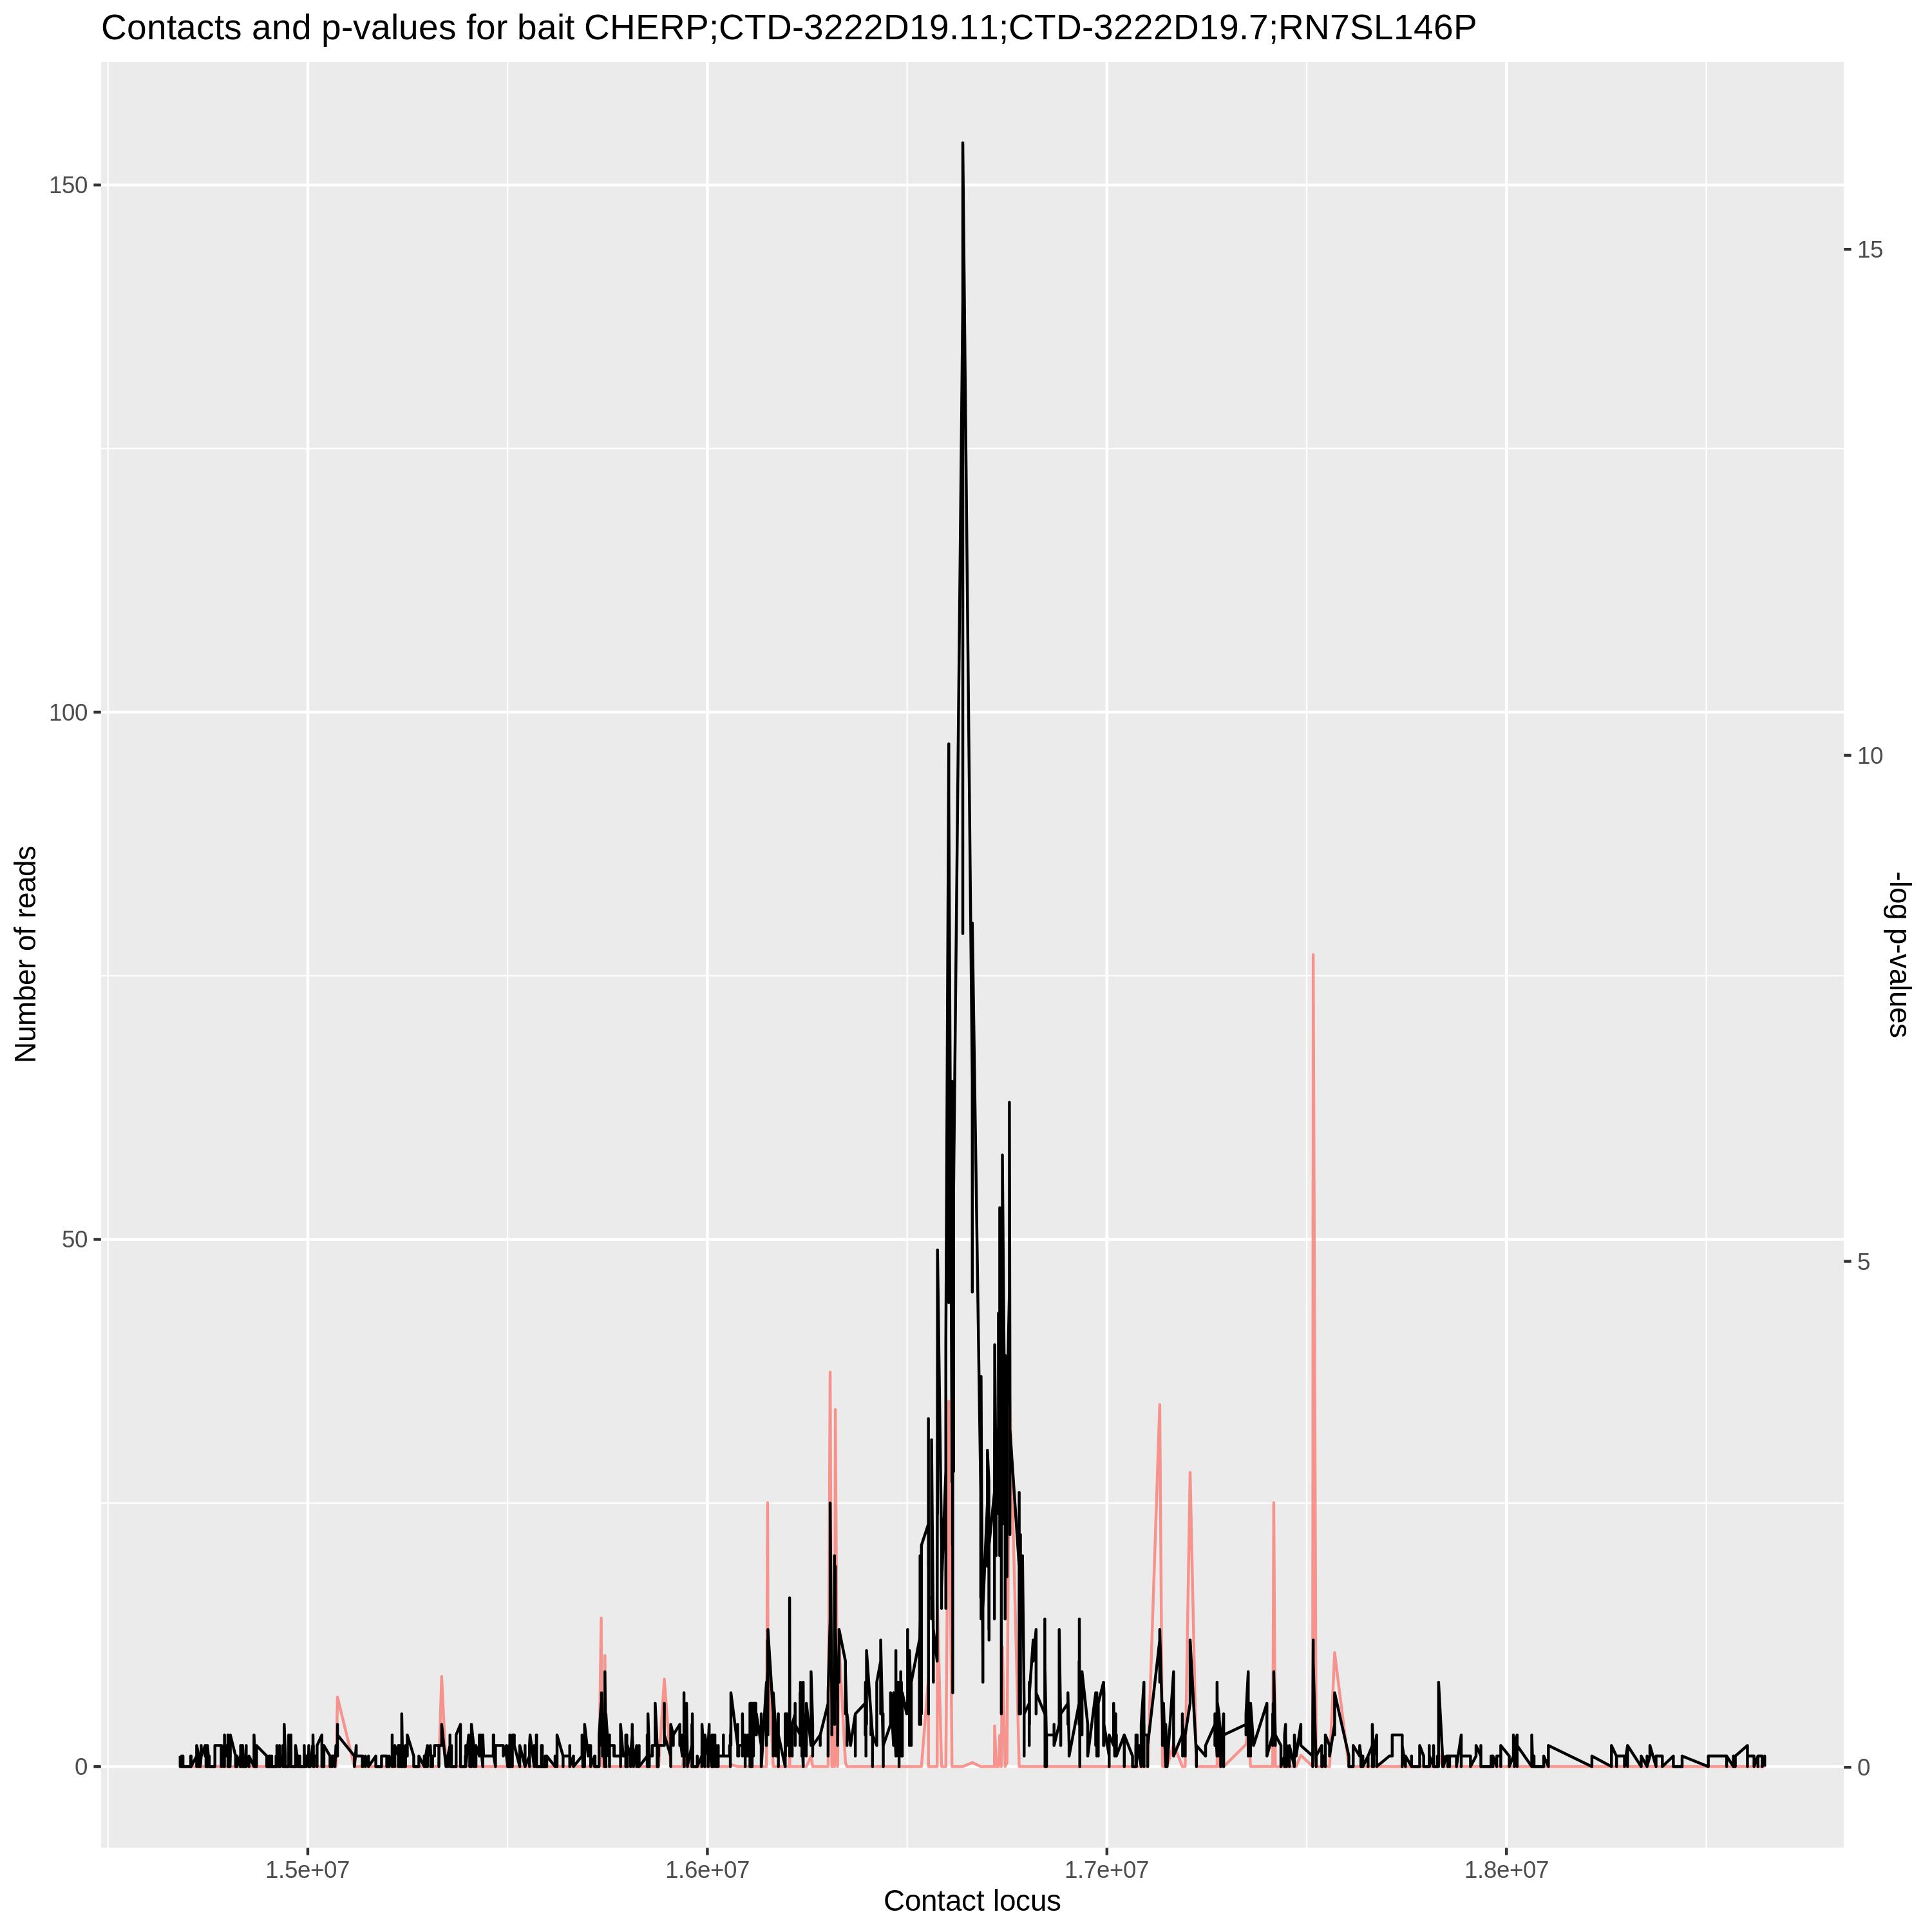 Contacts and p-values for bait CHERP;CTD-3222D19.11;CTD-3222D19.7;RN7SL146P
150
100
50
0
Number of reads
15
10
5
0
-log p-values
1.5e+07
1.6e+07
1.7e+07
1.8e+07
Contact locus